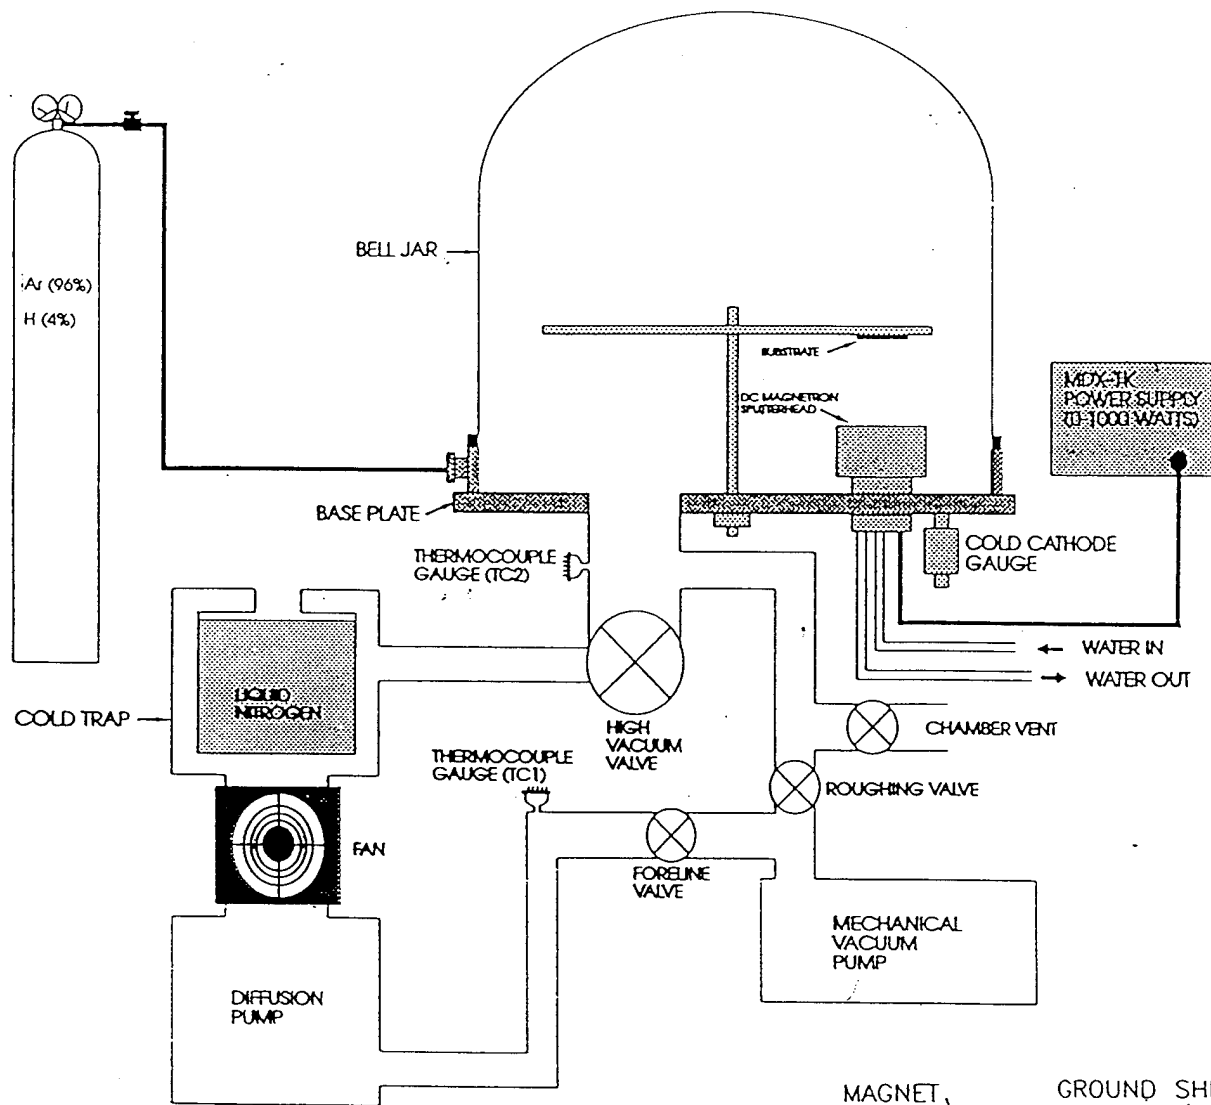 Ar (96%)
H (4%)
BELL JAR
SUBSTRATE
DC MAGNETRON
SPUTTERHEAD
MDX-1K
POWER SUPPLY
(0-1000 WATTS)
BASE PLATE
THERMOCOUPLE
GAUGE (TC2)
COLD CATHODE
GAUGE
WATER IN
WATER OUT
LIQUID
NITROGEN
COLD TRAP
HIGH
VACUUM
VALVE
CHAMBER VENT
THERMOCOUPLE
GAUGE (TC1)
ROUGHING VALVE
FAN
FORELINE
VALVE
MECHANICAL
VACUUM
PUMP
DIFFUSION
PUMP
MAGNET
GROUND